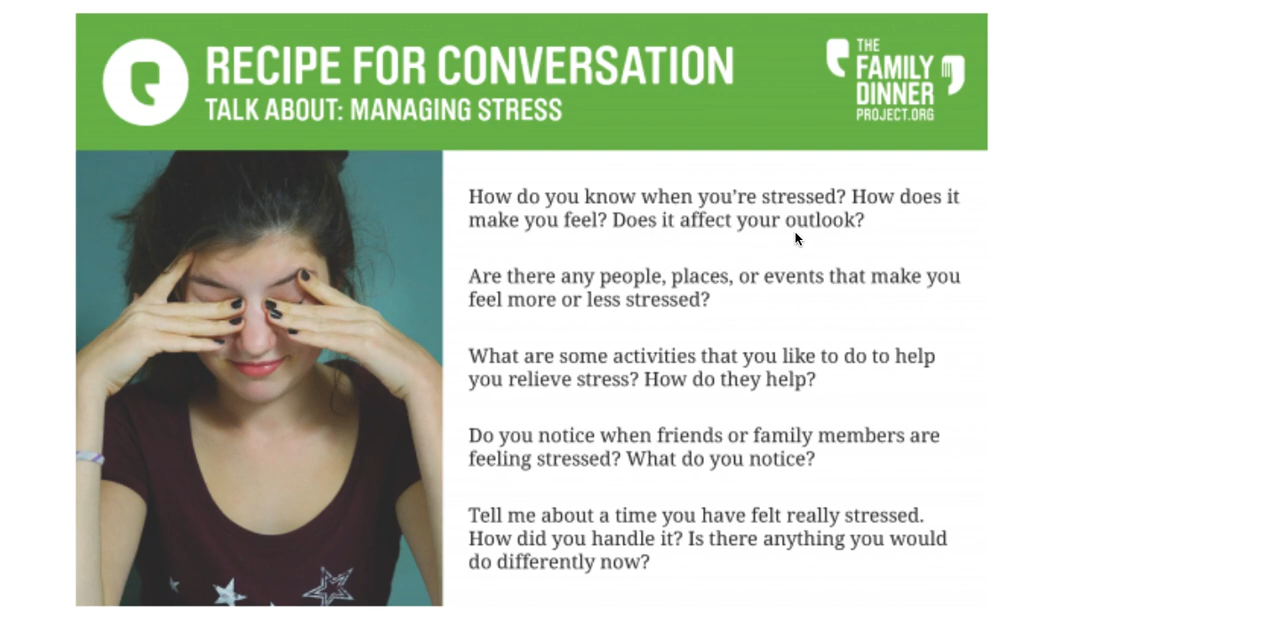 RECIPE FOR CONVERSATION
TALK ABOUT: MANAGING STRESS
THE
FAMILY
DINNER
PROJECT.ORG
How do you know when you’re stressed? How does it
make you feel? Does it affect your outlook?
Are there any people, places, or events that make you
feel more or less stressed?
What are some activities that you like to do to help
you relieve stress? How do they help?
Do you notice when friends or family members are
feeling stressed? What do you notice?
Tell me about a time you have felt really stressed.
How did you handle it? Is there anything you would
do differently now?